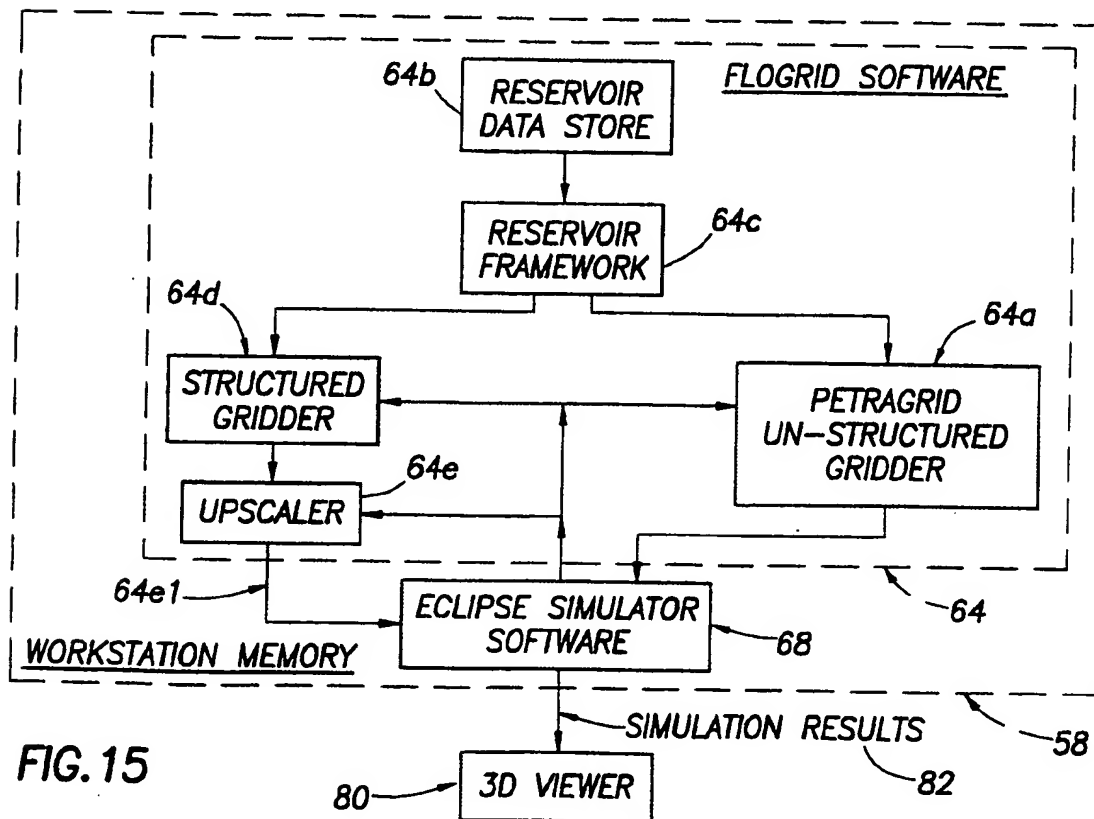 64b
RESERVOIR
DATA STORE
FLOGRID SOFTWARE
RESERVOIR
FRAMEWORK
64c
64d
64a
STRUCTURED
GRIDDER
PETRAGRID
UN-STRUCTURED
GRIDDER
64e
UPSCALER
64e1
64
ECLIPSE SIMULATOR
SOFTWARE
68
WORKSTATION MEMORY
SIMULATION RESULTS
58
82
FIG. 15
80
3D VIEWER